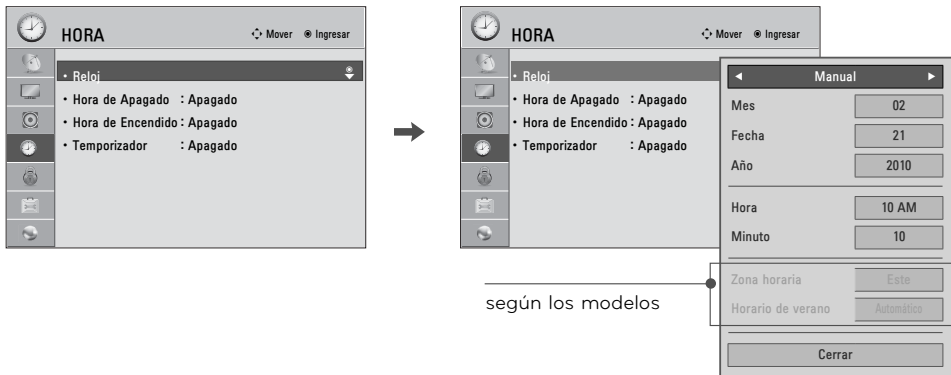 HORA
Mover
Ingresar
• Reloj
• Hora de Apagado : Apagado
• Hora de Encendido : Apagado
• Temporizador : Apagado
HORA
Mover
Ingresar
• Reloj
• Hora de Apagado : Apagado
• Hora de Encendido : Apagado
• Temporizador : Apagado
◄ Manual ►
Mes 02
Fecha 21
Año 2010
Hora 10 AM
Minuto 10
Zona horaria Este
Horario de verano Automático
Cerrar
según los modelos